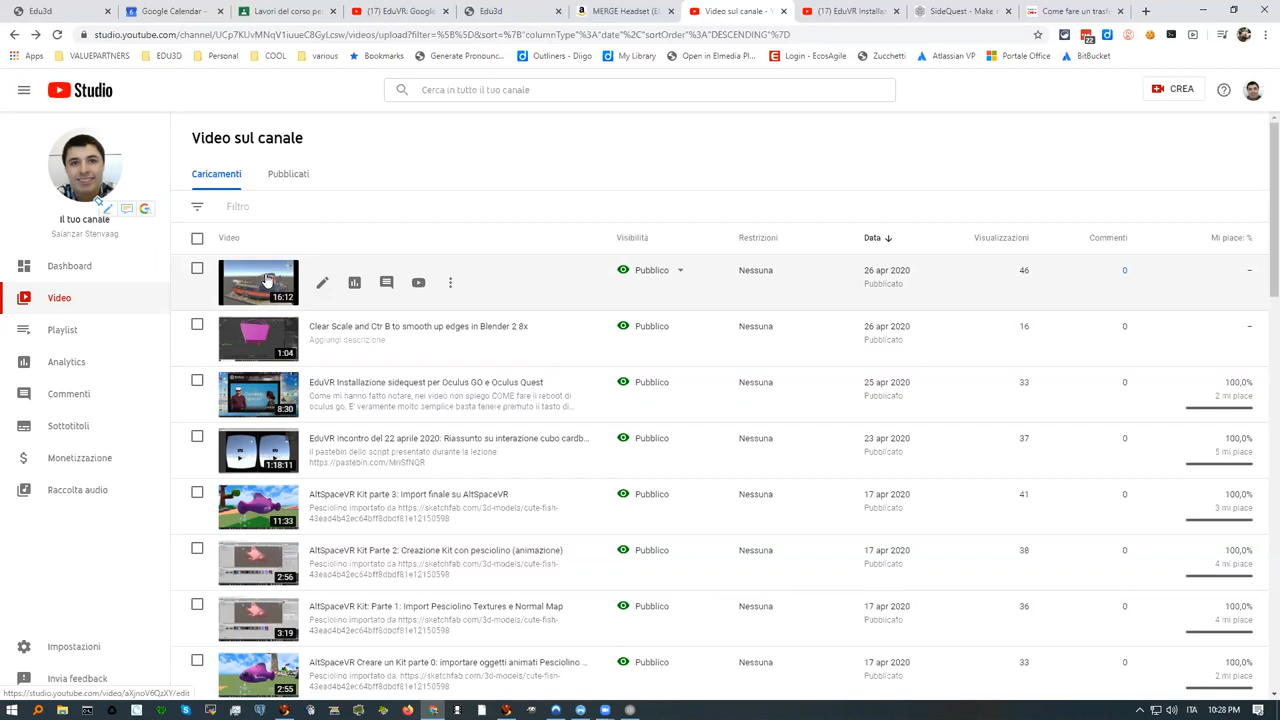 Edu3d
Google Calendar -
Lavori del corso pe
(17) EduVR: Google
Edu3d
MERGE Headset (E
Video sul canale - Y
(17) EduVR Installaz
SideQuest - Make
Come fare un trasf
studio.youtube.com/channel/UCp7KUvMNqV1iuueC8GyLcsw/videos/upload?filter=%5B%5D&sort=%7B"columnType"%3A"date"%2C"sortOrder"%3A"DESCENDING"%7D
22
Apps VALUEPARTNERS EDU3D COOL various Generate Pronounc... Outliners - Diigo My Library Open in Elmedia Pl... Login - EcosAgile Zucchetti Atlassian VP Portale Office BitBucket
Studio
Cerca in tutto il tuo canale
CREA
Il tuo canale
Salahzar Stenvaag
Dashboard
Video
Playlist
Analytics
Commenti
Sottotitoli
Monetizzazione
Raccolta audio
Impostazioni
Invia feedback
Video sul canale
Caricamenti Pubblicati
Filtro
Video Visibilità Restrizioni Data Visualizzazioni Commenti Mi piace: %
16:12 Pubblico Nessuna 26 apr 2020 46 0 –
Pubblicato
Clear Scale and Ctr B to smooth up edges in Blender 2 8x Pubblico Nessuna 26 apr 2020 16 0 –
Aggiungi descrizione Pubblicato
1:04
EduVR Installazione sidequest per Oculus GO e Oculus Quest Pubblico Nessuna 25 apr 2020 33 0 100,0%
Come mi hanno fatto notare, nel video non spiego COME fare il reboot di Pubblicato 2 mi piace
oculus go. E' veramente molto semplice basta tenere premuto il tasto di...
8:30
EduVR Incontro del 22 aprile 2020: Riassunto su interazione cubo cardb... Pubblico Nessuna 23 apr 2020 37 0 100,0%
il pastebin dello script presentato durante la lezione: Pubblicato 5 mi piace
https://pastebin.com/MriSfNQB
1:18:11
AltSpaceVR Kit parte 3: Import finale su AltSpaceVR Pubblico Nessuna 17 apr 2020 41 0 100,0%
Pesciolino importato da https://sketchfab.com/3d-models/cute-fish- Pubblicato 3 mi piace
43ead4b42ec64bff8dbdf81e12150598
11:33
AltSpaceVR Kit Parte 2: Creazione Kit con pesciolino (animazione) Pubblico Nessuna 17 apr 2020 38 0 100,0%
Pesciolino importato da https://sketchfab.com/3d-models/cute-fish- Pubblicato 4 mi piace
43ead4b42ec64bff8dbdf81e12150598
2:56
AltSpaceVR Kit: Parte 1: Import Pesciolino Textures e Normal Map Pubblico Nessuna 17 apr 2020 36 0 100,0%
Pesciolino importato da https://sketchfab.com/3d-models/cute-fish- Pubblicato 4 mi piace
43ead4b42ec64bff8dbdf81e12150598
3:19
AltSpaceVR Creare un Kit parte 0: importare oggetti animati Pesciolino ... Pubblico Nessuna 17 apr 2020 33 0 100,0%
Pesciolino importato da https://sketchfab.com/3d-models/cute-fish- Pubblicato 2 mi piace
43ead4b42ec64bff8dbdf81e12150598
2:55
https://studio.youtube.com/video/aXjnoV6QzXY/edit
ITA 10:28 PM